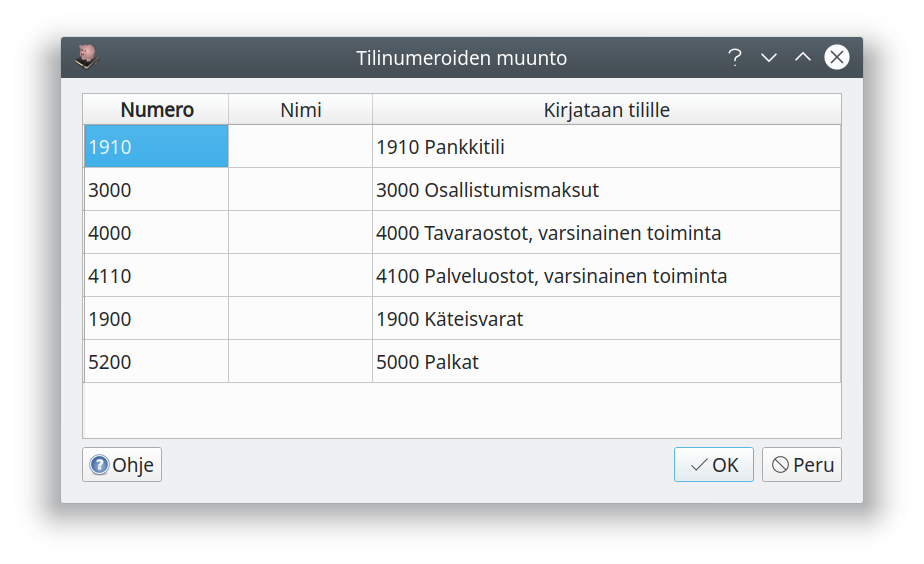 Tilinumeroiden muunto
Numero Nimi Kirjataan tilille
1910 1910 Pankkitili
3000 3000 Osallistumismaksut
4000 4000 Tavaraostot, varsinainen toiminta
4110 4100 Palveluostot, varsinainen toiminta
1900 1900 Käteisvarat
5200 5000 Palkat
Ohje OK Peru